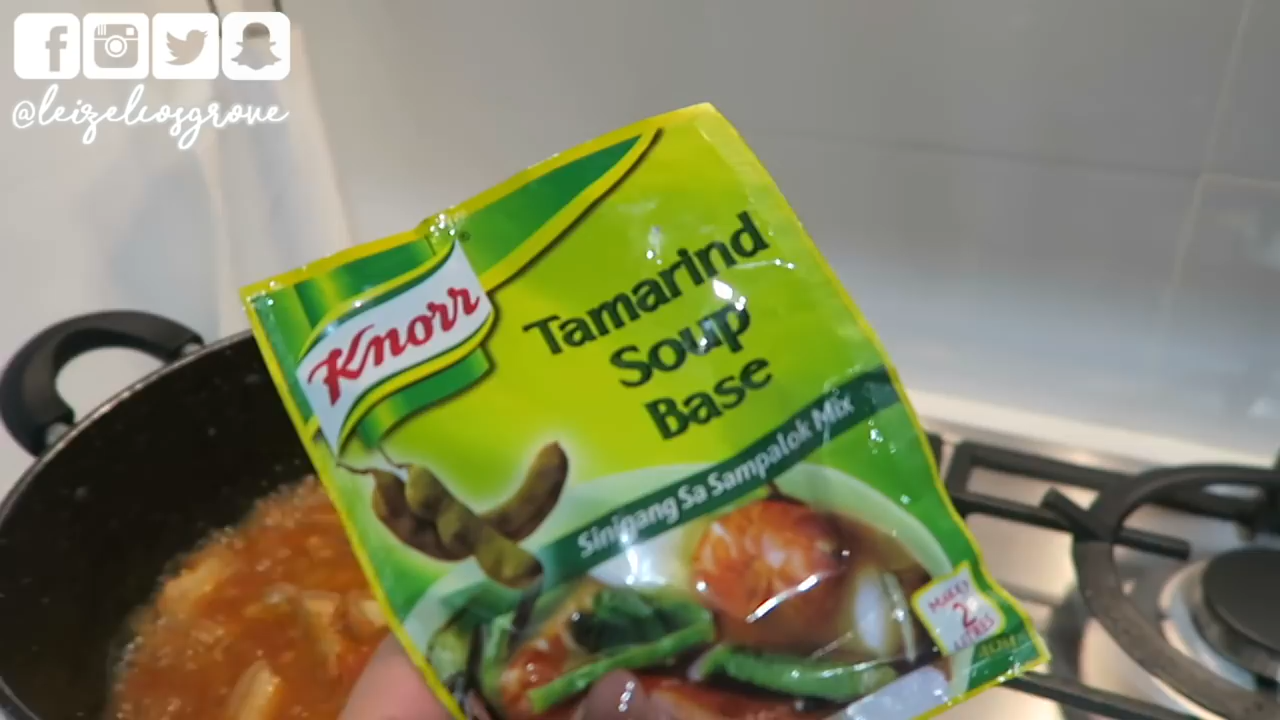 @leizelcosgrove
Knorr
Tamarind
Soup
Base
Sinigang Sa Sampalok Mix
MAKES
2
LITRES